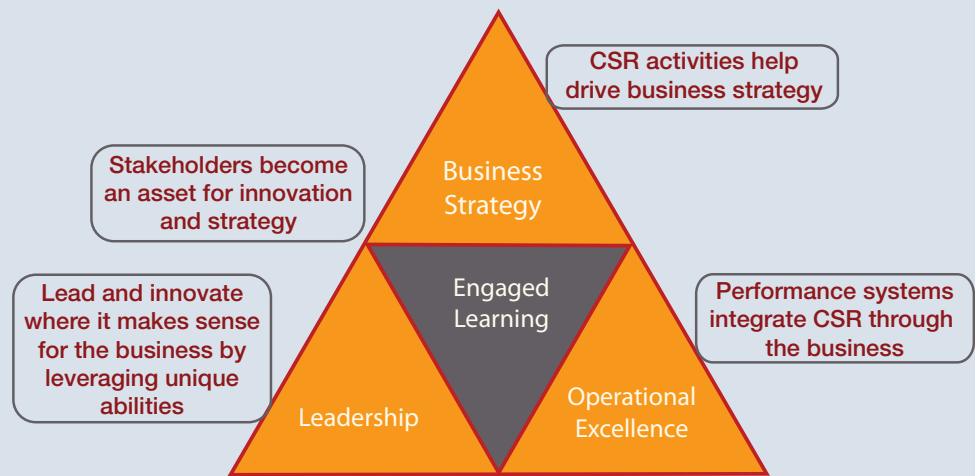 CSR activities help
drive business strategy
Stakeholders become
an asset for innovation
and strategy
Business
Strategy
Lead and innovate
where it makes sense
for the business by
leveraging unique
abilities
Engaged
Learning
Performance systems
integrate CSR through
the business
Leadership
Operational
Excellence